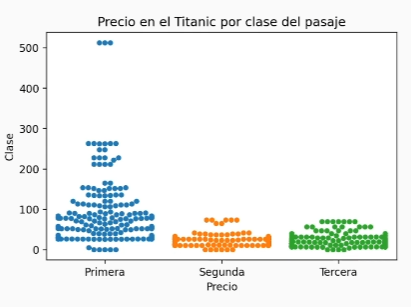 Precio en el Titanic por clase del pasaje
Clase
500
400
300
200
100
0
Primera Segunda Tercera
Precio